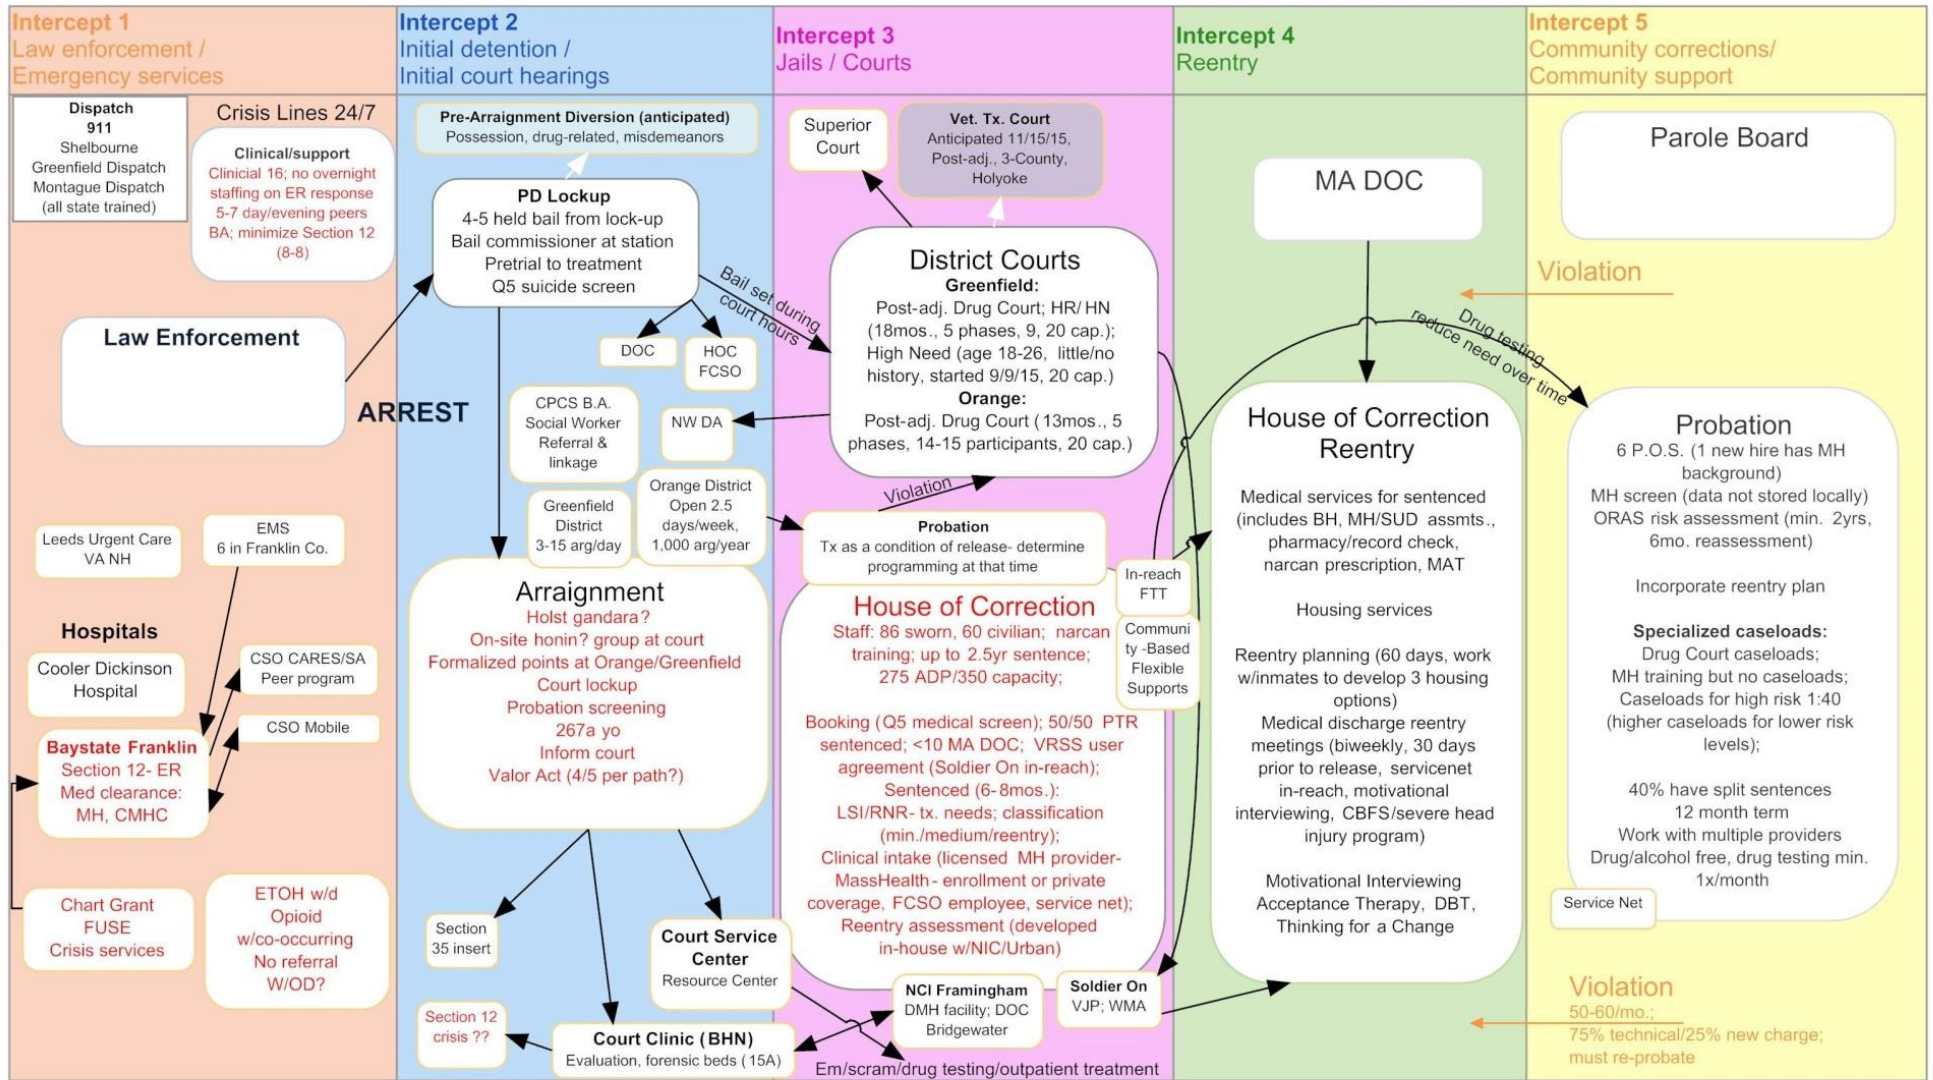 Intercept 1
Law enforcement /
Emergency services
Dispatch
911
Shelbourne
Greenfield Dispatch
Montague Dispatch
(all state trained)
Crisis Lines 24/7
Clinical/support
Clinicial 16; no overnight
staffing on ER response
5-7 day/evening peers
BA; minimize Section 12
(8-8)
Law Enforcement
ARREST
Leeds Urgent Care
VA NH
EMS
6 in Franklin Co.
Hospitals
Cooler Dickinson
Hospital
CSO CARES/SA
Peer program
CSO Mobile
Baystate Franklin
Section 12- ER
Med clearance:
MH, CMHC
Chart Grant
FUSE
Crisis services
ETOH w/d
Opioid
w/co-occurring
No referral
W/OD?
Intercept 2
Initial detention /
Initial court hearings
Pre-Arraignment Diversion (anticipated)
Possession, drug-related, misdemeanors
PD Lockup
4-5 held bail from lock-up
Bail commissioner at station
Pretrial to treatment
Q5 suicide screen
Bail set during
court hours
DOC
HOC
FCSO
CPCS B.A.
Social Worker
Referral &
linkage
NW DA
Greenfield
District
3-15 arg/day
Orange District
Open 2.5
days/week,
1,000 arg/year
Arraignment
Holst gandara?
On-site honin? group at court
Formalized points at Orange/Greenfield
Court lockup
Probation screening
267a yo
Inform court
Valor Act (4/5 per path?)
Section
35 insert
Court Service
Center
Resource Center
Section 12
crisis ??
Court Clinic (BHN)
Evaluation, forensic beds (15A)
Intercept 3
Jails / Courts
Superior
Court
Vet. Tx. Court
Anticipated 11/15/15,
Post-adj., 3-County,
Holyoke
District Courts
Greenfield:
Post-adj. Drug Court; HR/ HN
(18mos., 5 phases, 9, 20 cap.);
High Need (age 18-26, little/no
history, started 9/9/15, 20 cap.)
Orange:
Post-adj. Drug Court (13mos., 5
phases, 14-15 participants, 20 cap.)
Violation
Probation
Tx as a condition of release- determine
programming at that time
House of Correction
Staff: 86 sworn, 60 civilian; narcan
training; up to 2.5yr sentence;
275 ADP/350 capacity;
Booking (Q5 medical screen); 50/50 PTR
sentenced; <10 MA DOC; VRSS user
agreement (Soldier On in-reach);
Sentenced (6-8mos.):
LSI/RNR- tx. needs; classification
(min./medium/reentry);
Clinical intake (licensed MH provider-
MassHealth- enrollment or private
coverage, FCSO employee, service net);
Reentry assessment (developed
in-house w/NIC/Urban)
In-reach
FTT
Communi
ty -Based
Flexible
Supports
NCI Framingham
DMH facility; DOC
Bridgewater
Soldier On
VJP; WMA
Em/scram/drug testing/outpatient treatment
Intercept 4
Reentry
MA DOC
House of Correction
Reentry
Medical services for sentenced
(includes BH, MH/SUD assmts.,
pharmacy/record check,
narcan prescription, MAT
Housing services
Reentry planning (60 days, work
w/inmates to develop 3 housing
options)
Medical discharge reentry
meetings (biweekly, 30 days
prior to release, servicenet
in-reach, motivational
interviewing, CBFS/severe head
injury program)
Motivational Interviewing
Acceptance Therapy, DBT,
Thinking for a Change
Intercept 5
Community corrections/
Community support
Parole Board
Violation
Drug testing
reduce need over time
Probation
6 P.O.S. (1 new hire has MH
background)
MH screen (data not stored locally)
ORAS risk assessment (min. 2yrs,
6mo. reassessment)
Incorporate reentry plan
Specialized caseloads:
Drug Court caseloads;
MH training but no caseloads;
Caseloads for high risk 1:40
(higher caseloads for lower risk
levels);
40% have split sentences
12 month term
Work with multiple providers
Drug/alcohol free, drug testing min.
1x/month
Service Net
Violation
50-60/mo.;
75% technical/25% new charge;
must re-probate